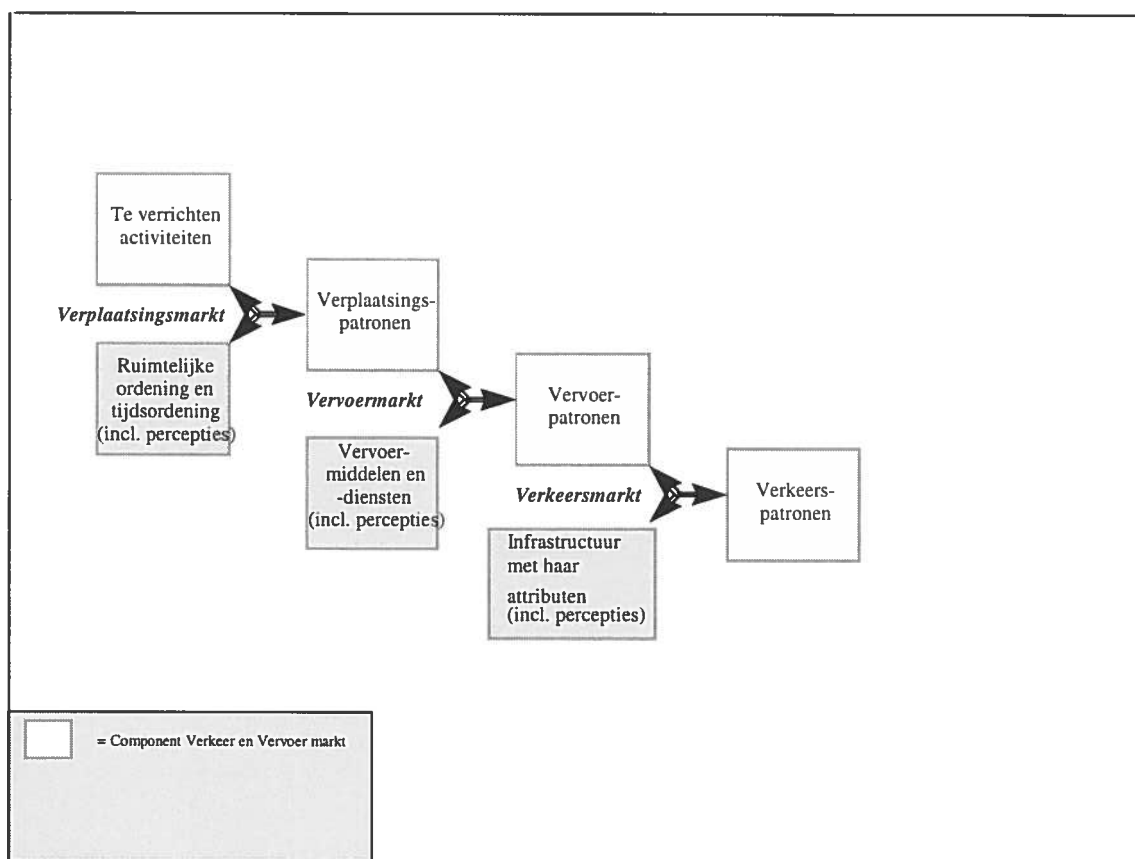 Te verrichten
activiteiten
Verplaatsingsmarkt
Ruimtelijke
ordening en
tijdsordening
(incl. percepties)
Verplaatsings-
patronen
Vervoermarkt
Vervoer-
middelen en
-diensten
(incl. percepties)
Vervoer-
patronen
Verkeersmarkt
Infrastructuur
met haar
attributen
(incl. percepties)
Verkeers-
patronen
= Component Verkeer en Vervoer markt